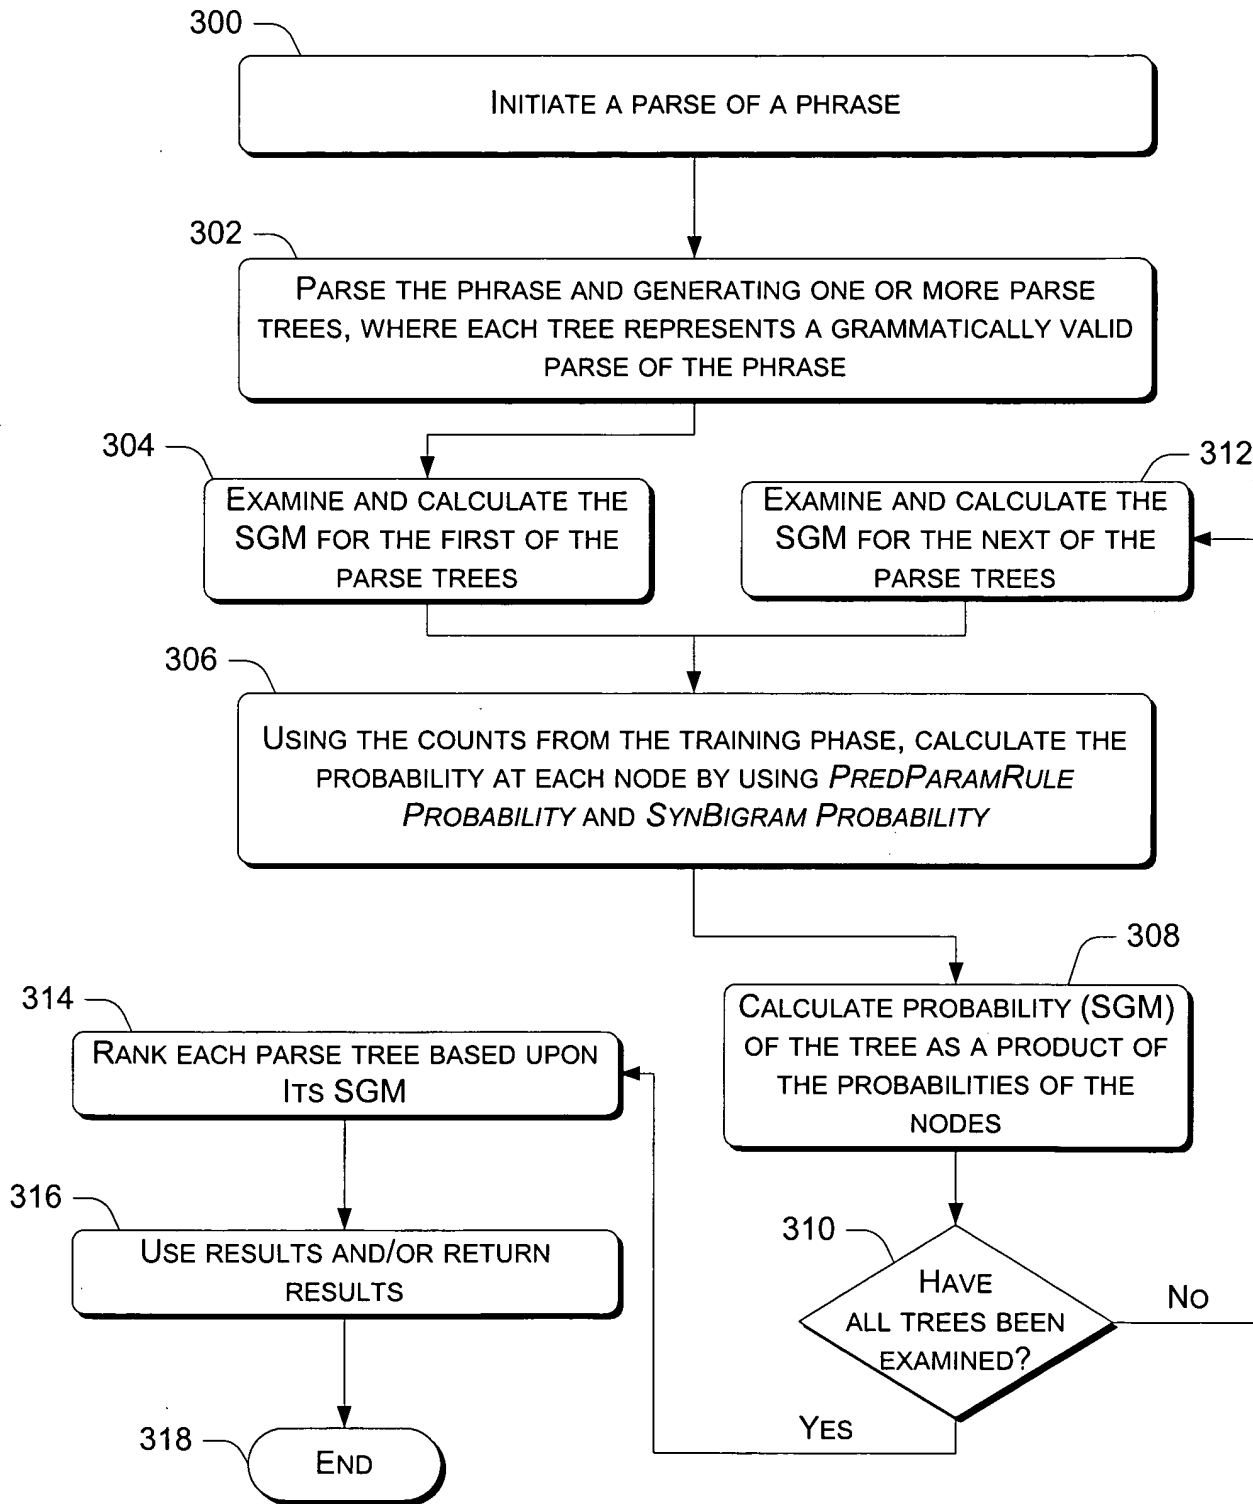 300
INITIATE A PARSE OF A PHRASE
302
PARSE THE PHRASE AND GENERATING ONE OR MORE PARSE
TREES, WHERE EACH TREE REPRESENTS A GRAMMATICALLY VALID
PARSE OF THE PHRASE
304
EXAMINE AND CALCULATE THE
SGM FOR THE FIRST OF THE
PARSE TREES
312
EXAMINE AND CALCULATE THE
SGM FOR THE NEXT OF THE
PARSE TREES
306
USING THE COUNTS FROM THE TRAINING PHASE, CALCULATE THE
PROBABILITY AT EACH NODE BY USING PREDPARAMRULE
PROBABILITY AND SYNBIGRAM PROBABILITY
308
CALCULATE PROBABILITY (SGM)
OF THE TREE AS A PRODUCT OF
THE PROBABILITIES OF THE
NODES
310
HAVE
ALL TREES BEEN
EXAMINED?
NO
YES
314
RANK EACH PARSE TREE BASED UPON
ITS SGM
316
USE RESULTS AND/OR RETURN
RESULTS
318
END